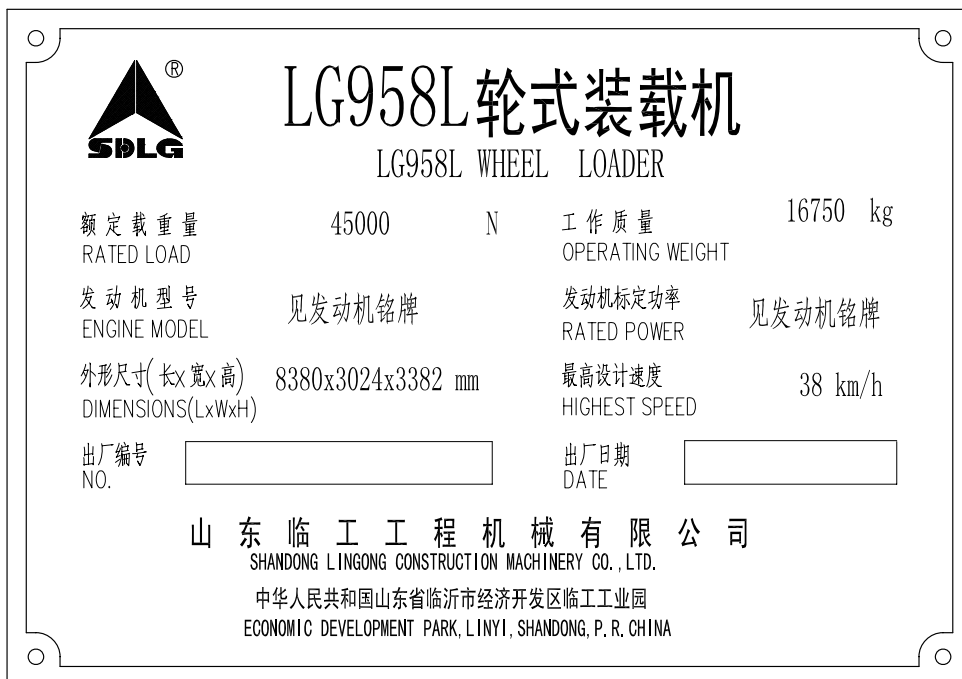 ®
SDLG
LG958L轮式装载机
LG958L WHEEL LOADER
额定载重量 45000 N
RATED LOAD
工作质量 16750 kg
OPERATING WEIGHT
发动机型号 见发动机铭牌
ENGINE MODEL
发动机标定功率 见发动机铭牌
RATED POWER
外形尺寸(长x宽x高) 8380x3024x3382 mm
DIMENSIONS(LxWxH)
最高设计速度 38 km/h
HIGHEST SPEED
出厂编号
NO.
出厂日期
DATE
山东临工工程机械有限公司
SHANDONG LINGONG CONSTRUCTION MACHINERY CO.,LTD.
中华人民共和国山东省临沂市经济开发区临工工业园
ECONOMIC DEVELOPMENT PARK,LINYI,SHANDONG,P.R.CHINA